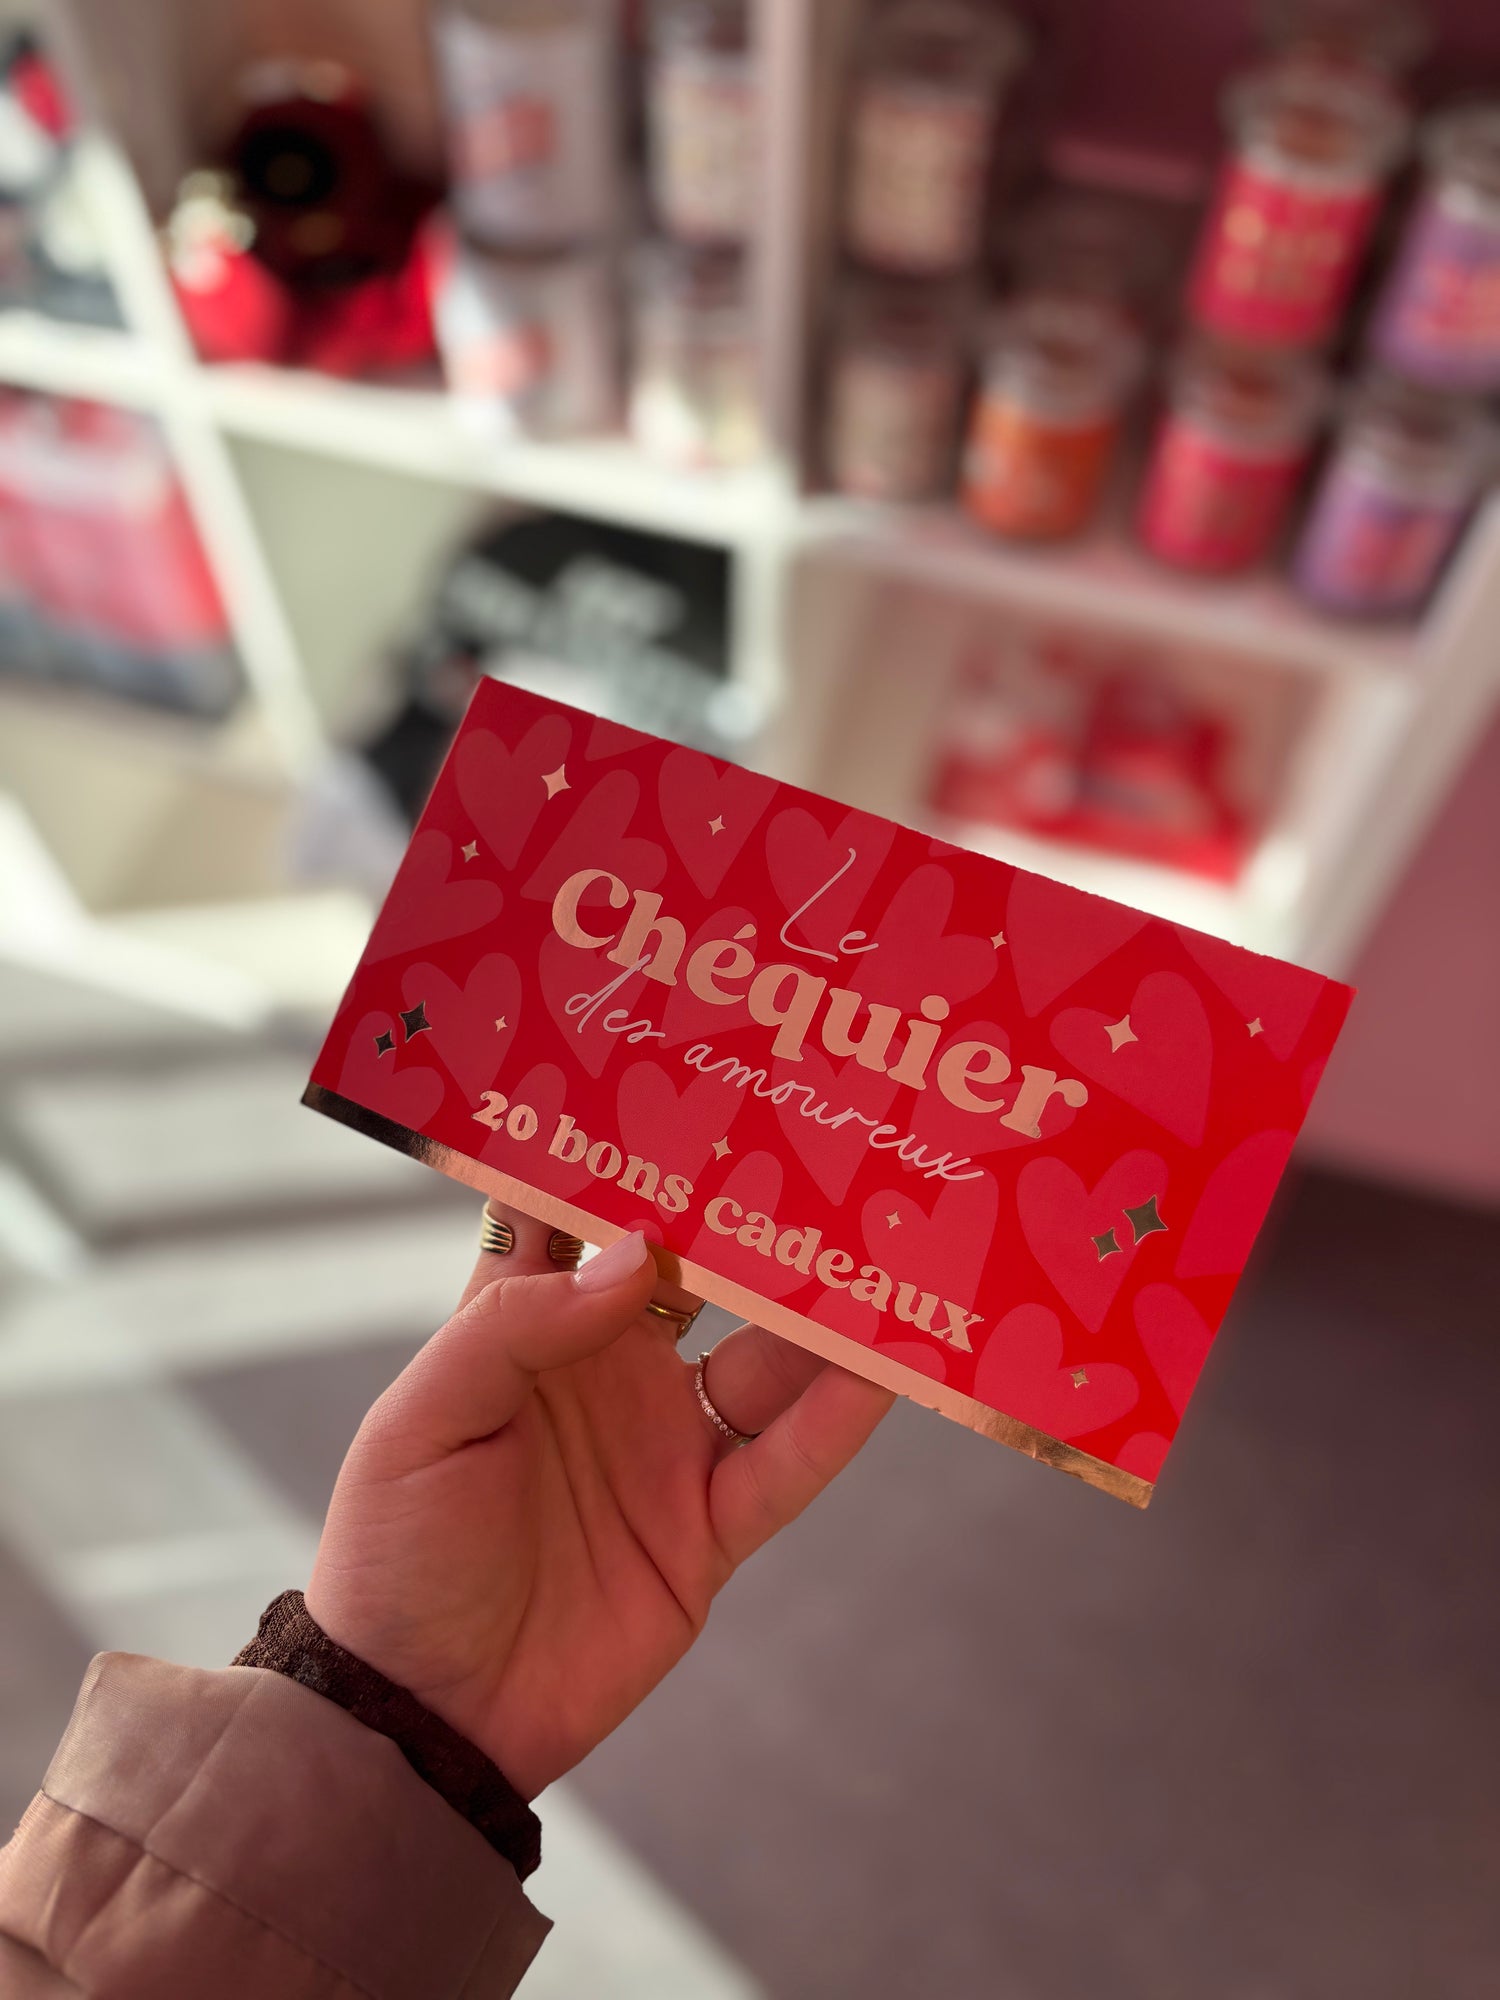 Le
Chéquier
des amoureux
20 bons cadeaux